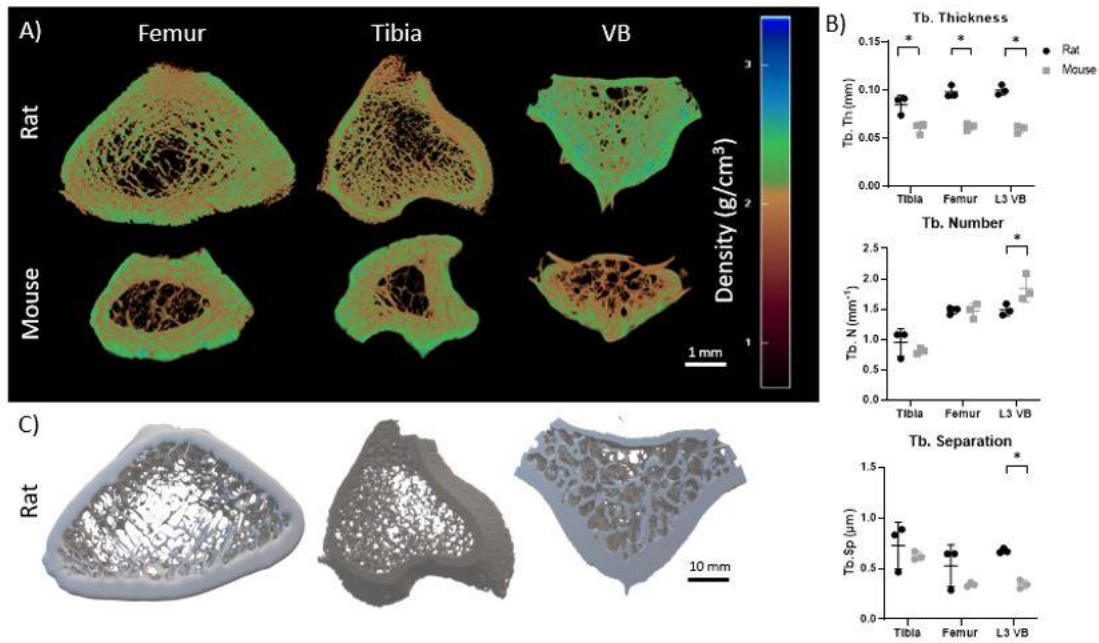 A)
Femur
Tibia
VB
Rat
Mouse
Density (g/cm³)
3
2
1
1 mm
B)
Tb. Thickness
*
*
*
Rat
Mouse
Tb. Th (mm)
0.15
0.10
0.05
0.00
Tibia
Femur
L3 VB
Tb. Number
*
Tb. N (mm⁻¹)
2.5
2.0
1.5
1.0
0.5
0.0
Tibia
Femur
L3 VB
Tb. Separation
*
Tb.Sp (µm)
1.5
1.0
0.5
0.0
Tibia
Femur
L3 VB
C)
Rat
10 mm